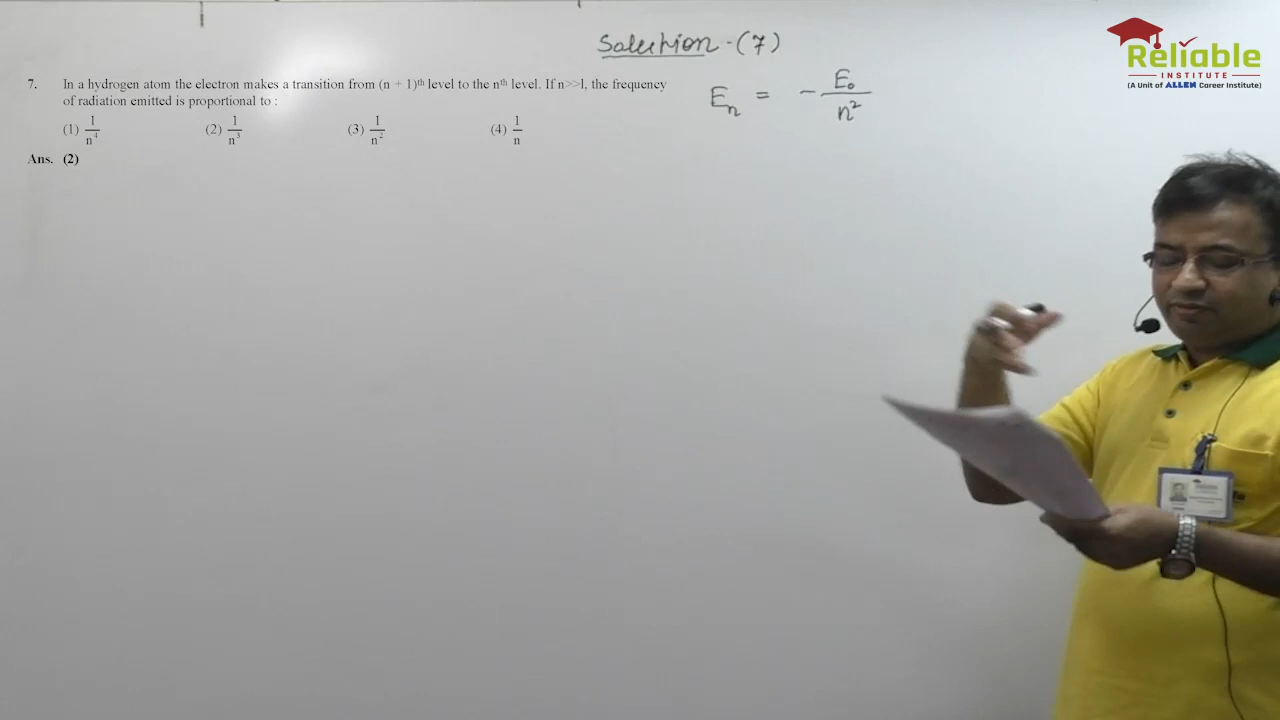 Solution - (7)
7. In a hydrogen atom the electron makes a transition from (n + 1)th level to the nth level. If n>>l, the frequency
of radiation emitted is proportional to :
(1) 1/n⁴ (2) 1/n³ (3) 1/n² (4) 1/n
Ans. (2)
Eₙ = - E₀/n²
Reliable
INSTITUTE
(A Unit of ALLEN Career Institute)